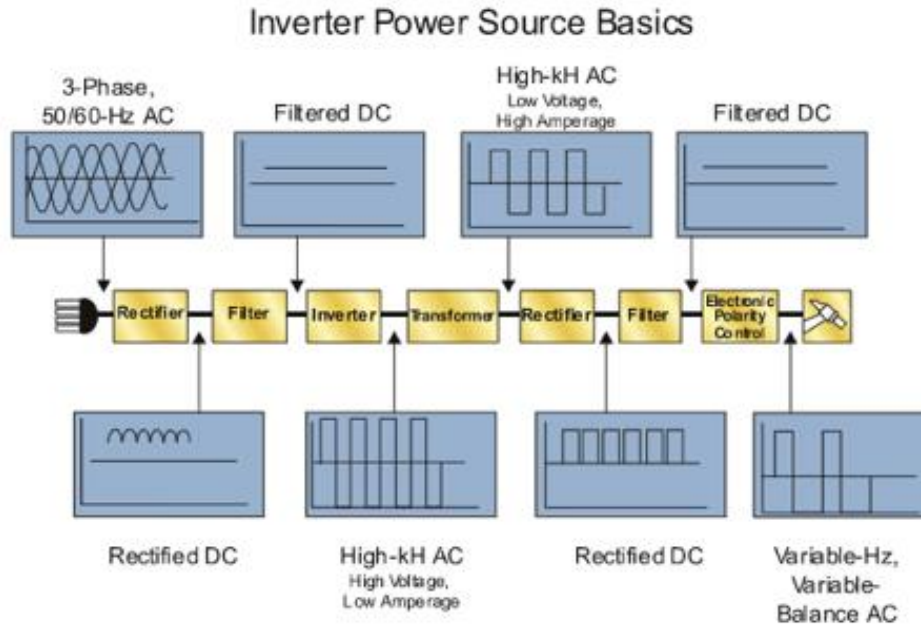 Inverter Power Source Basics
3-Phase,
50/60-Hz AC
Filtered DC
High-kH AC
Low Voltage,
High Amperage
Filtered DC
Rectifier
Filter
Inverter
Transformer
Rectifier
Filter
Electronic
Polarity
Control
Rectified DC
High-kH AC
High Voltage,
Low Amperage
Rectified DC
Variable-Hz,
Variable-
Balance AC